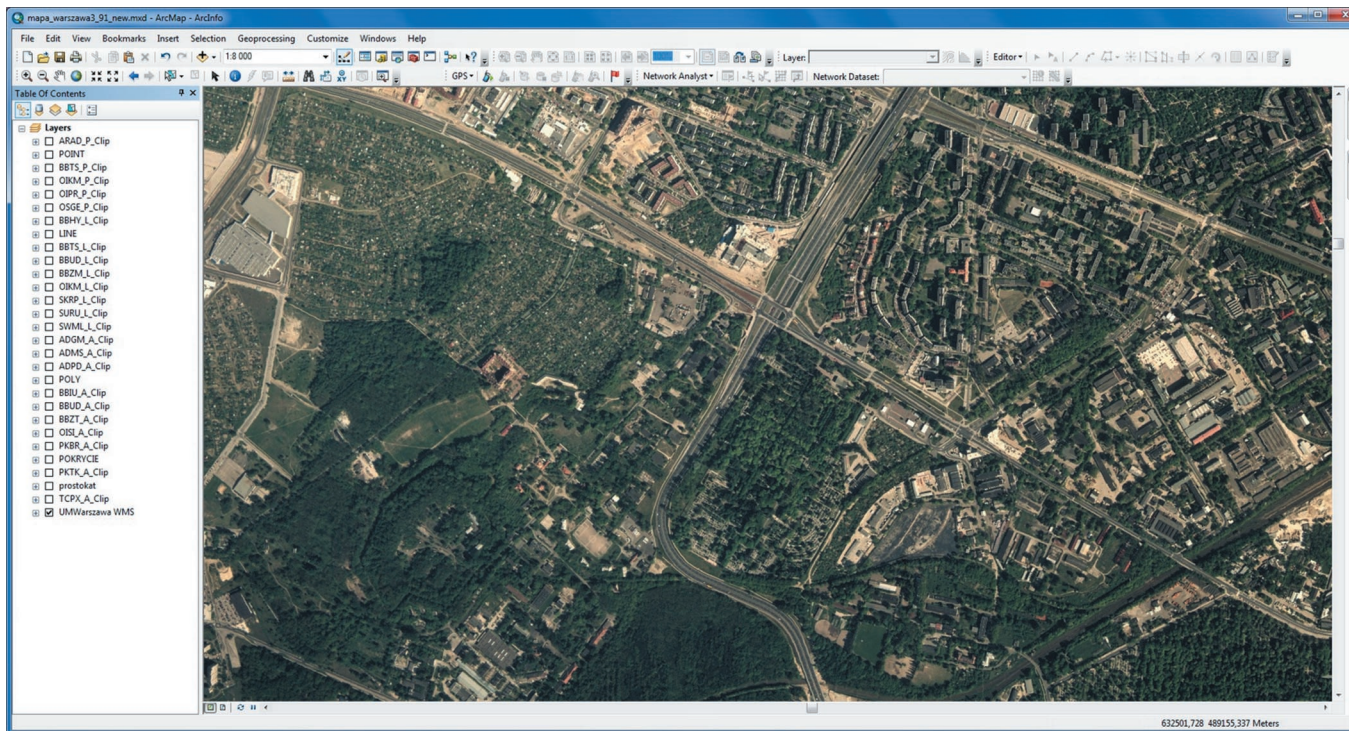 mapa_warszawa3_91_new.mxd - ArcMap - ArcInfo
File Edit View Bookmarks Insert Selection Geoprocessing Customize Windows Help
1:8 000 Layer: Editor
GPS Network Analyst Network Dataset:
Table Of Contents
Layers
ARAD_P_Clip
POINT
BBTS_P_Clip
OIKM_P_Clip
OIPR_P_Clip
OSGE_P_Clip
BBHY_L_Clip
LINE
BBTS_L_Clip
BBUD_L_Clip
BBZM_L_Clip
OIKM_L_Clip
SKRP_L_Clip
SURU_L_Clip
SWML_L_Clip
ADGM_A_Clip
ADMS_A_Clip
ADPD_A_Clip
POLY
BBIU_A_Clip
BBUD_A_Clip
BBZT_A_Clip
OISI_A_Clip
PKBR_A_Clip
POKRYCIE
PKTK_A_Clip
prostokat
TCPX_A_Clip
UMWarszawa WMS
632501,728 489155,337 Meters